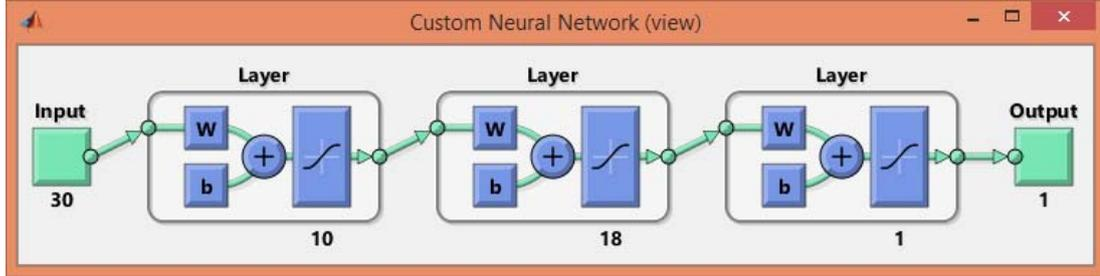 Custom Neural Network (view)
Layer
Layer
Layer
Input
Output
W
W
W
b
b
b
30
10
18
1
1